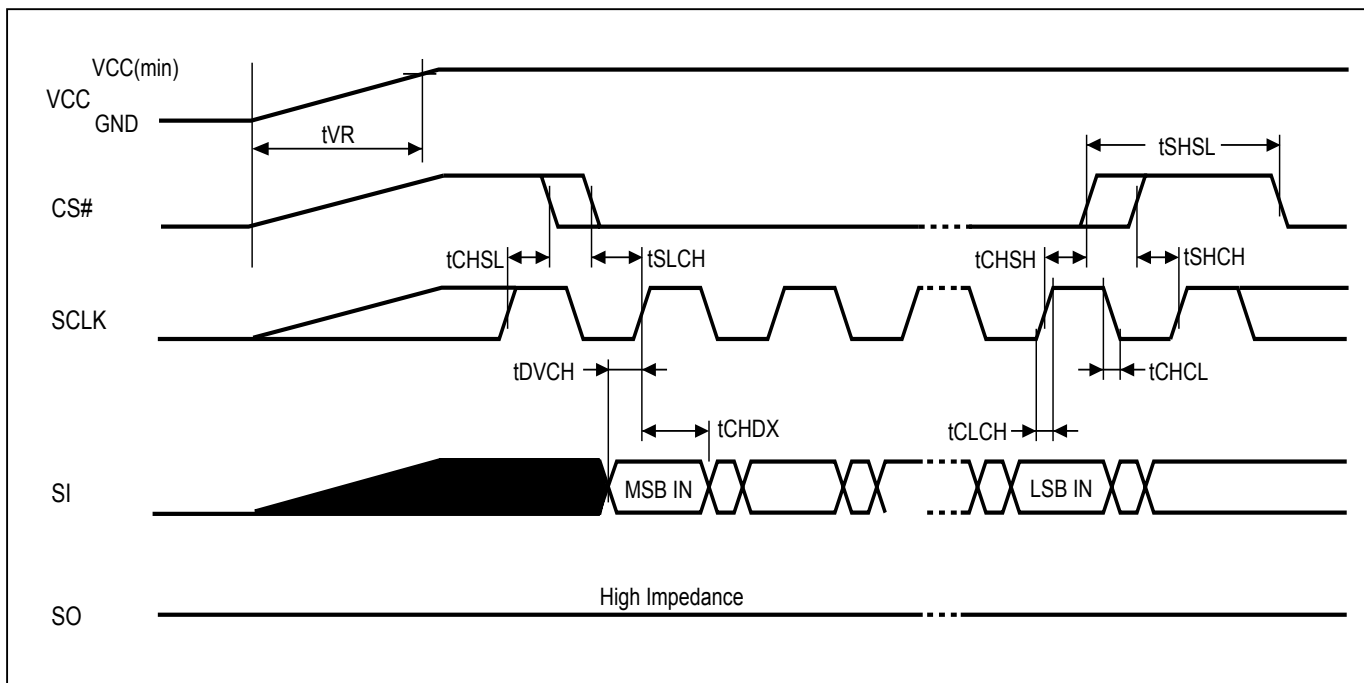 VCC(min)
VCC
GND
tVR
tSHSL
CS#
tCHSL
tSLCH
tCHSH
tSHCH
SCLK
tDVCH
tCHCL
tCHDX
tCLCH
SI
MSB IN
LSB IN
High Impedance
SO